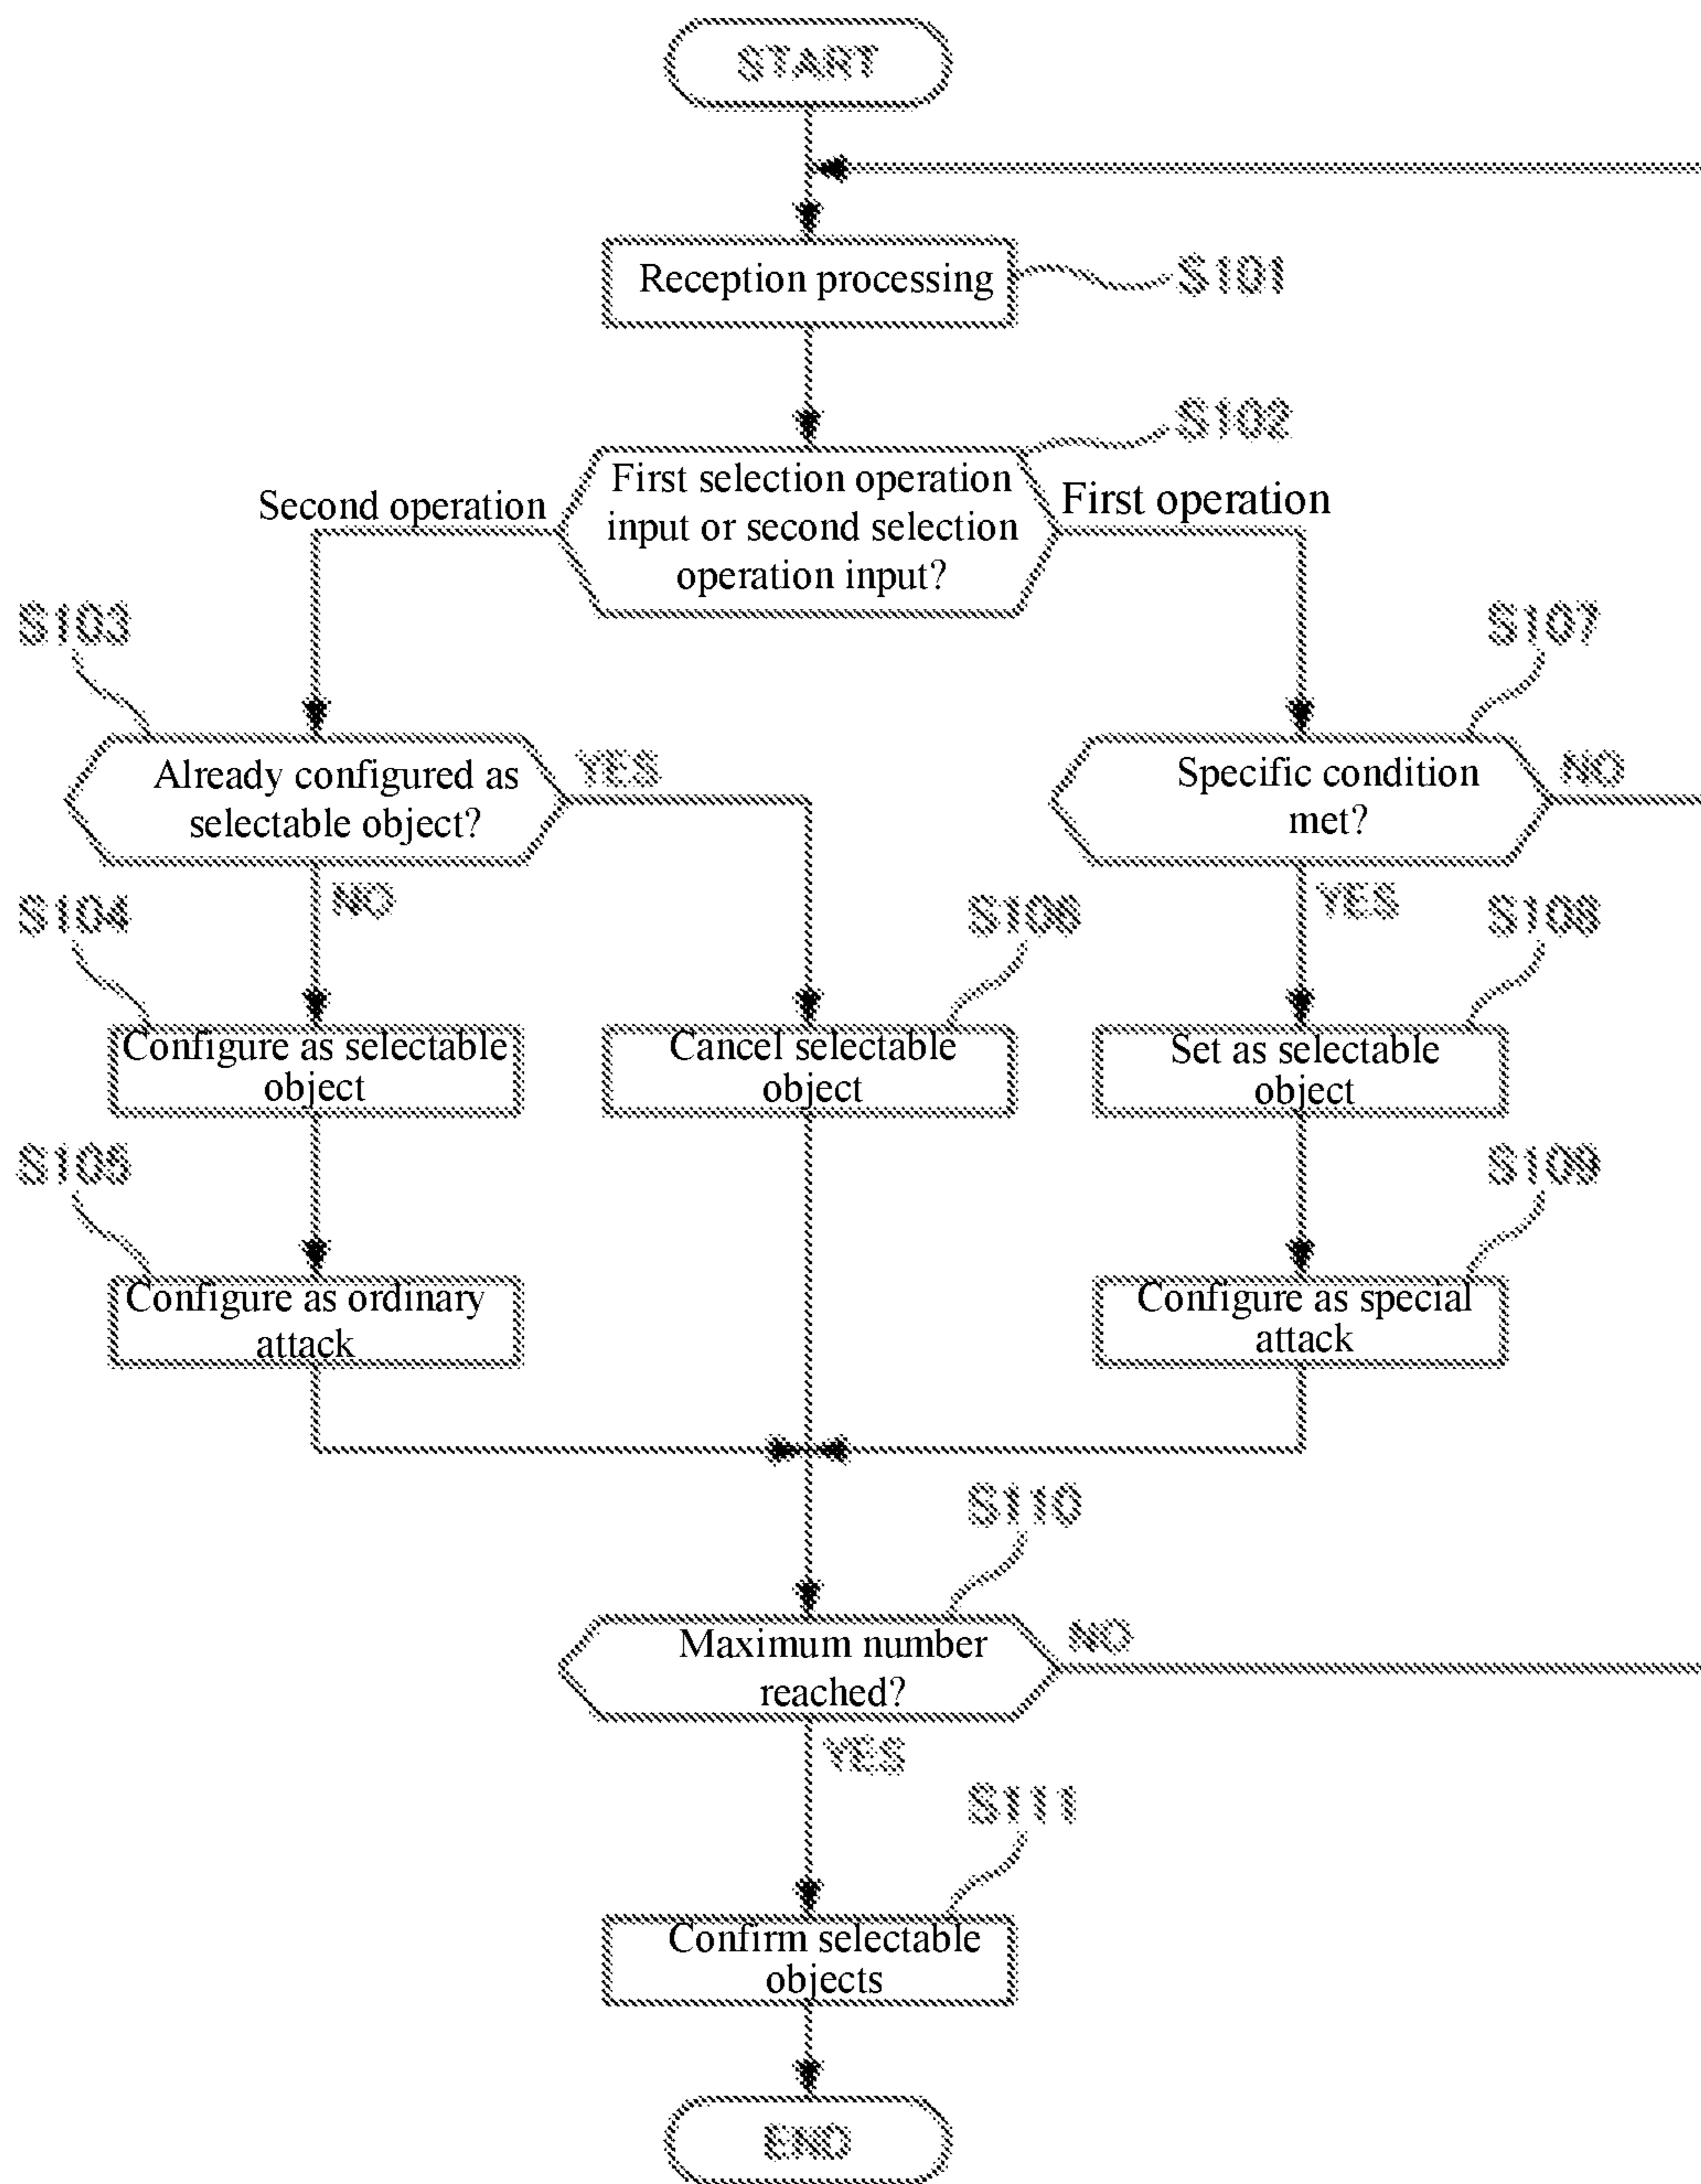 START
Reception processing
S101
S102
First selection operation
input or second selection
operation input?
Second operation
First operation
S103
S107
Already configured as
selectable object?
YES
Specific condition
met?
NO
NO
YES
S104
S106
S108
Configure as selectable
object
Cancel selectable
object
Set as selectable
object
S105
S109
Configure as ordinary
attack
Configure as special
attack
S110
Maximum number
reached?
NO
YES
S111
Confirm selectable
objects
END